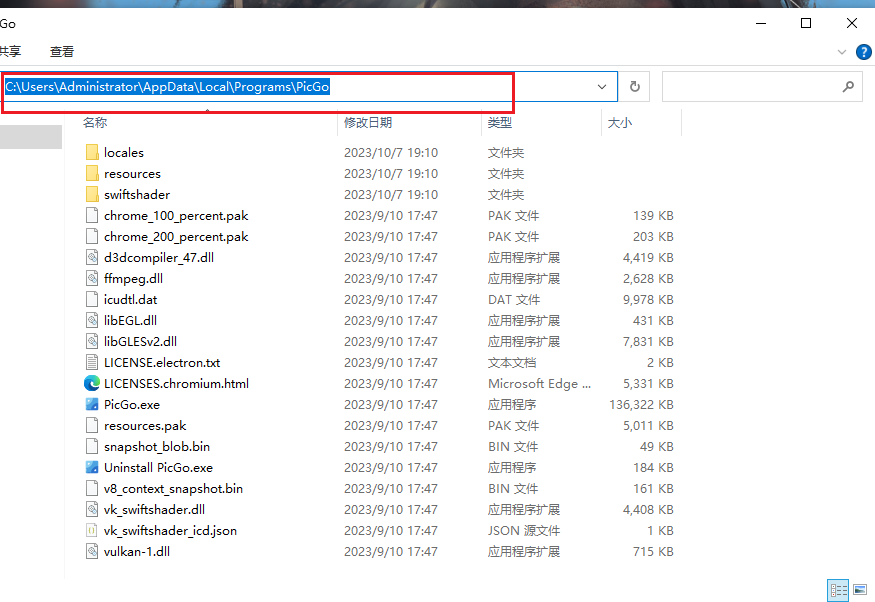 Go
共享 查看
C:\Users\Administrator\AppData\Local\Programs\PicGo
名称 修改日期 类型 大小
locales 2023/10/7 19:10 文件夹
resources 2023/10/7 19:10 文件夹
swiftshader 2023/10/7 19:10 文件夹
chrome_100_percent.pak 2023/9/10 17:47 PAK 文件 139 KB
chrome_200_percent.pak 2023/9/10 17:47 PAK 文件 203 KB
d3dcompiler_47.dll 2023/9/10 17:47 应用程序扩展 4,419 KB
ffmpeg.dll 2023/9/10 17:47 应用程序扩展 2,628 KB
icudtl.dat 2023/9/10 17:47 DAT 文件 9,978 KB
libEGL.dll 2023/9/10 17:47 应用程序扩展 431 KB
libGLESv2.dll 2023/9/10 17:47 应用程序扩展 7,831 KB
LICENSE.electron.txt 2023/9/10 17:47 文本文档 2 KB
LICENSES.chromium.html 2023/9/10 17:47 Microsoft Edge ... 5,331 KB
PicGo.exe 2023/9/10 17:47 应用程序 136,322 KB
resources.pak 2023/9/10 17:47 PAK 文件 5,011 KB
snapshot_blob.bin 2023/9/10 17:47 BIN 文件 49 KB
Uninstall PicGo.exe 2023/9/10 17:47 应用程序 184 KB
v8_context_snapshot.bin 2023/9/10 17:47 BIN 文件 161 KB
vk_swiftshader.dll 2023/9/10 17:47 应用程序扩展 4,408 KB
vk_swiftshader_icd.json 2023/9/10 17:47 JSON 源文件 1 KB
vulkan-1.dll 2023/9/10 17:47 应用程序扩展 715 KB